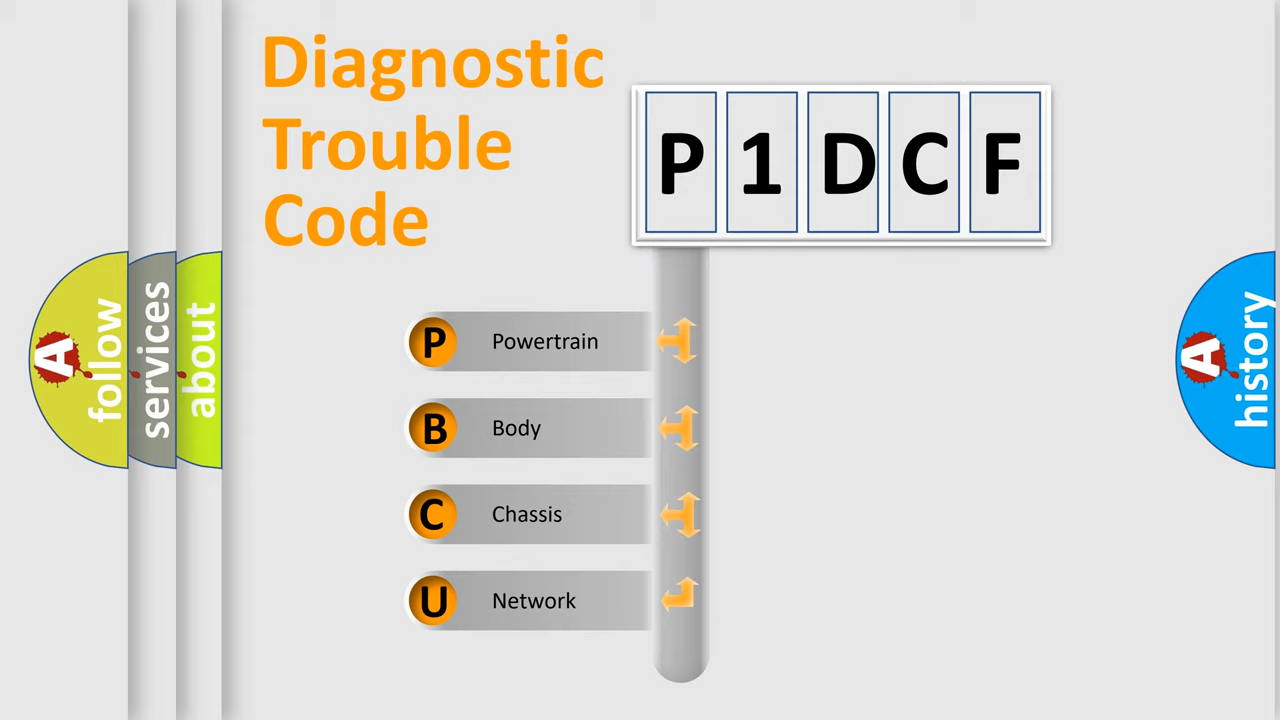 Diagnostic
Trouble
Code
P 1 D C F
P Powertrain
B Body
C Chassis
U Network
A follow
services
about
A history